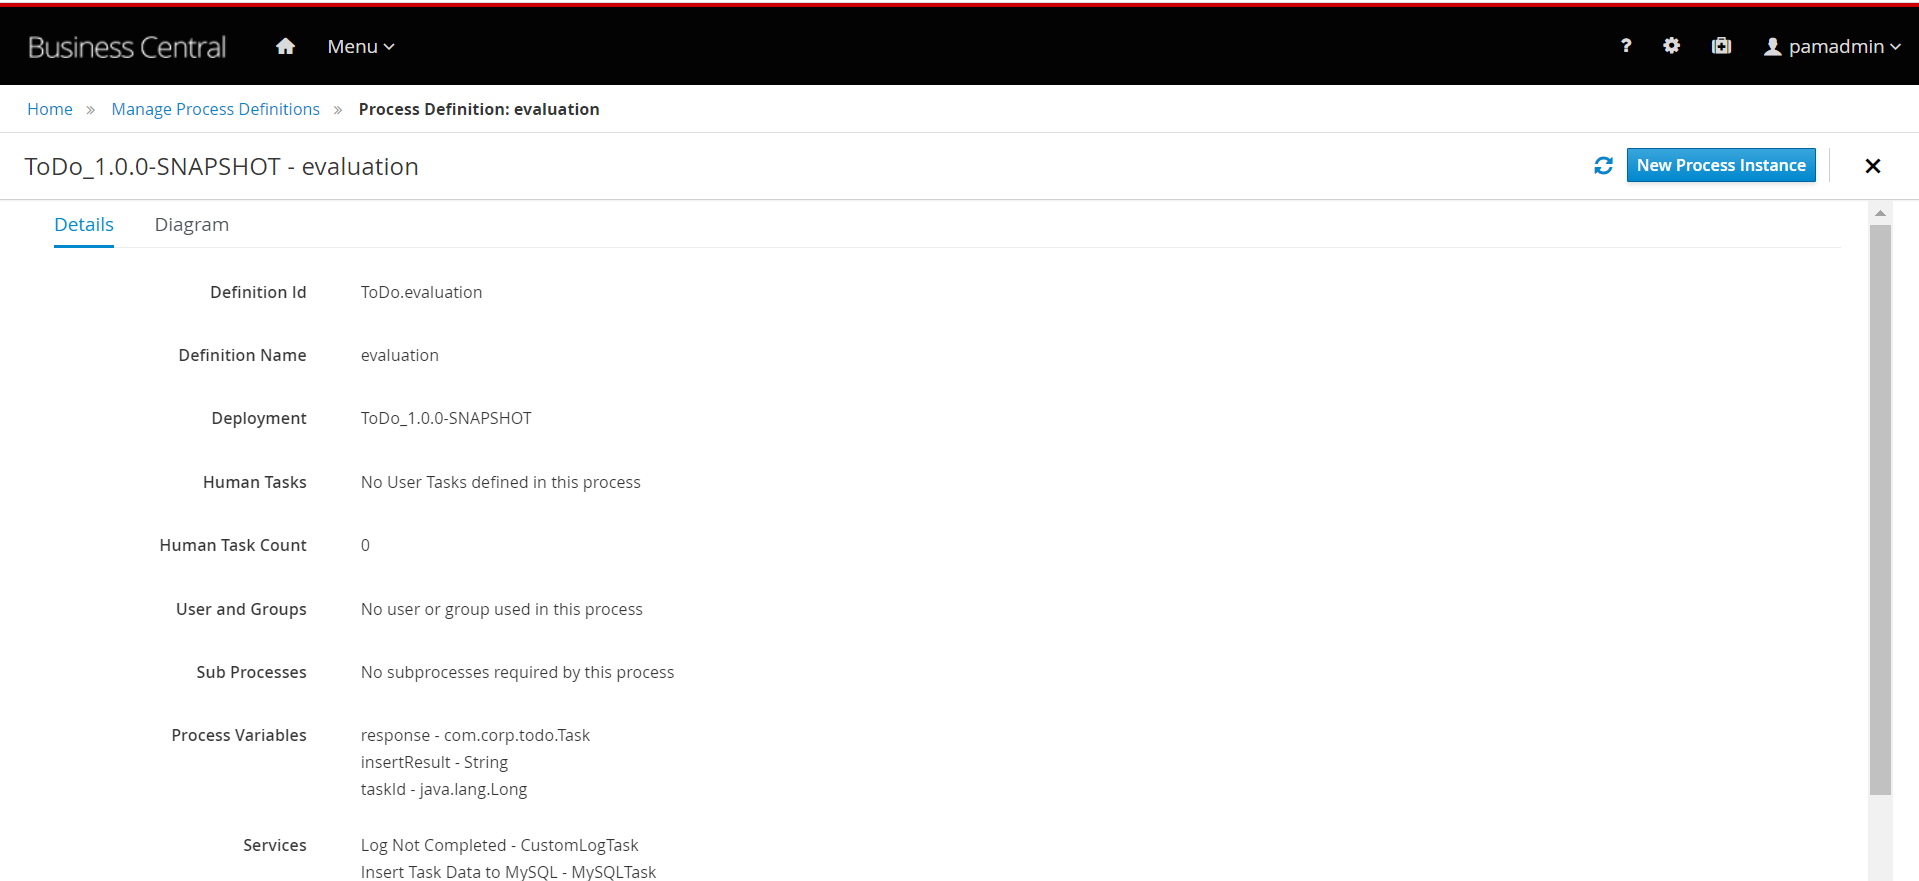 Business Central Menu ? pamadmin
Home » Manage Process Definitions » Process Definition: evaluation
ToDo_1.0.0-SNAPSHOT - evaluation New Process Instance
Details Diagram
Definition Id ToDo.evaluation
Definition Name evaluation
Deployment ToDo_1.0.0-SNAPSHOT
Human Tasks No User Tasks defined in this process
Human Task Count 0
User and Groups No user or group used in this process
Sub Processes No subprocesses required by this process
Process Variables response - com.corp.todo.Task
insertResult - String
taskId - java.lang.Long
Services Log Not Completed - CustomLogTask
Insert Task Data to MySQL - MySQLTask